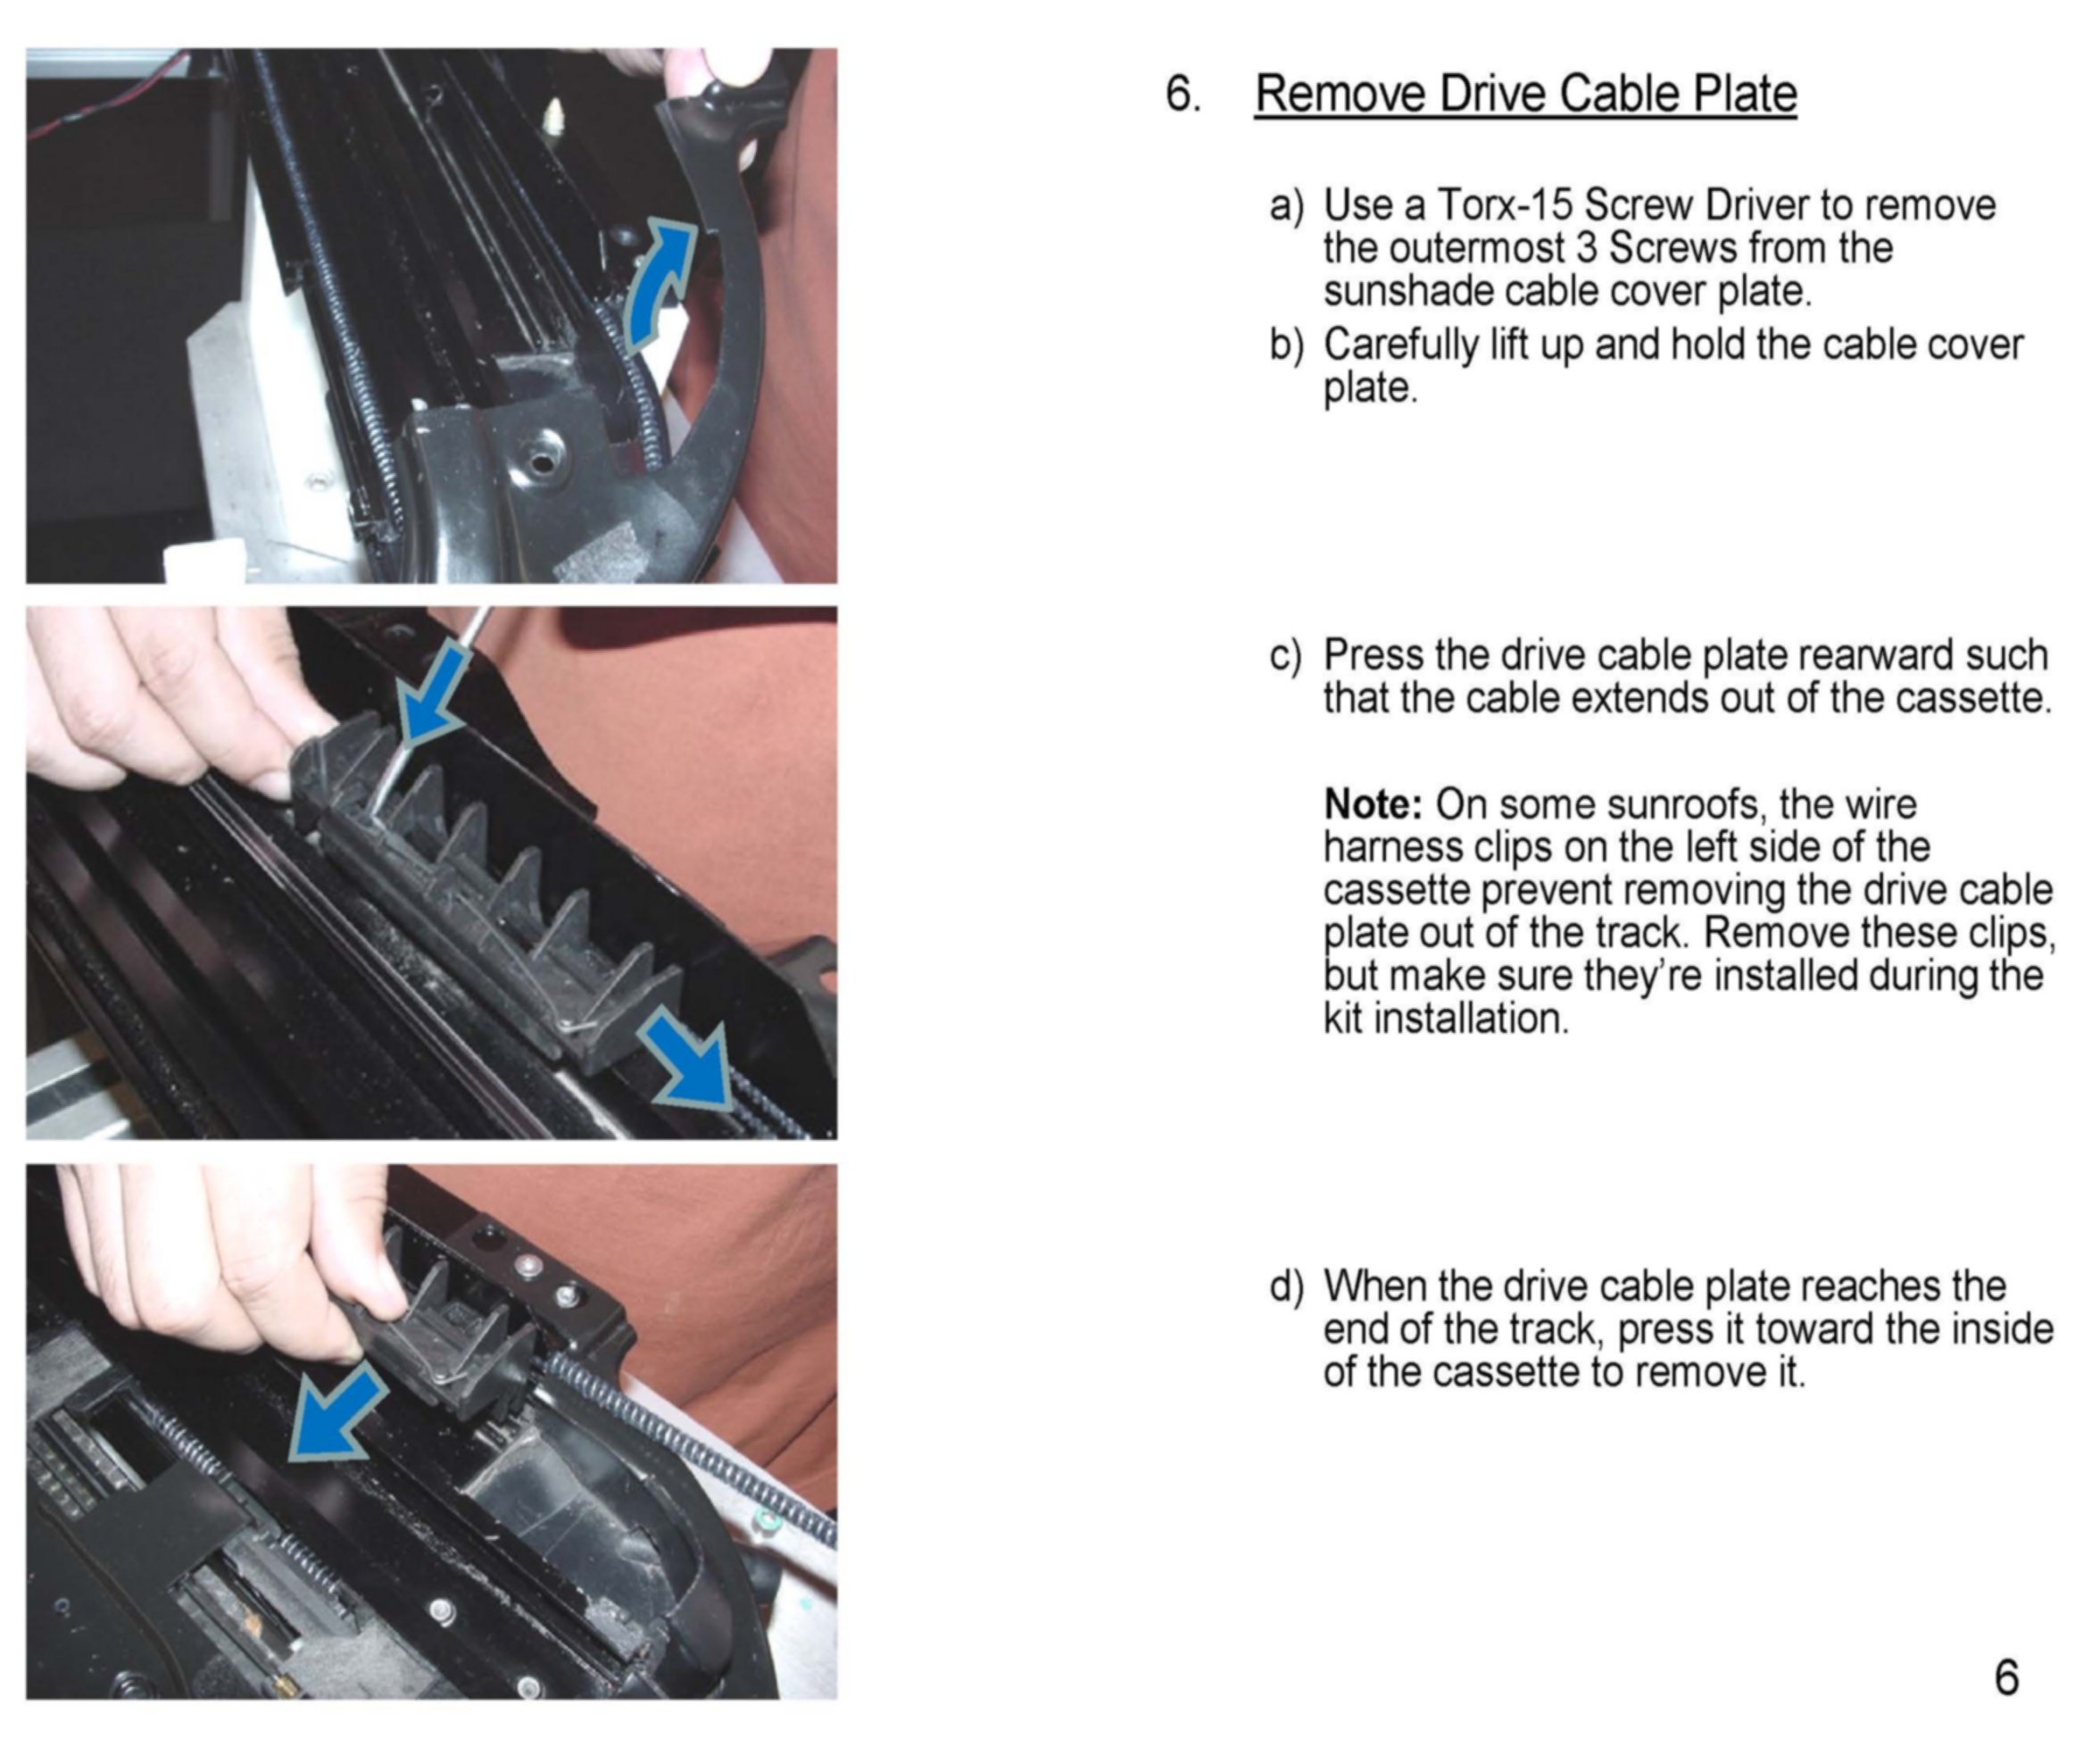 6. Remove Drive Cable Plate
a) Use a Torx-15 Screw Driver to remove
the outermost 3 Screws from the
sunshade cable cover plate.
b) Carefully lift up and hold the cable cover
plate.
c) Press the drive cable plate rearward such
that the cable extends out of the cassette.
Note: On some sunroofs, the wire
harness clips on the left side of the
cassette prevent removing the drive cable
plate out of the track. Remove these clips,
but make sure they're installed during the
kit installation.
d) When the drive cable plate reaches the
end of the track, press it toward the inside
of the cassette to remove it.
6